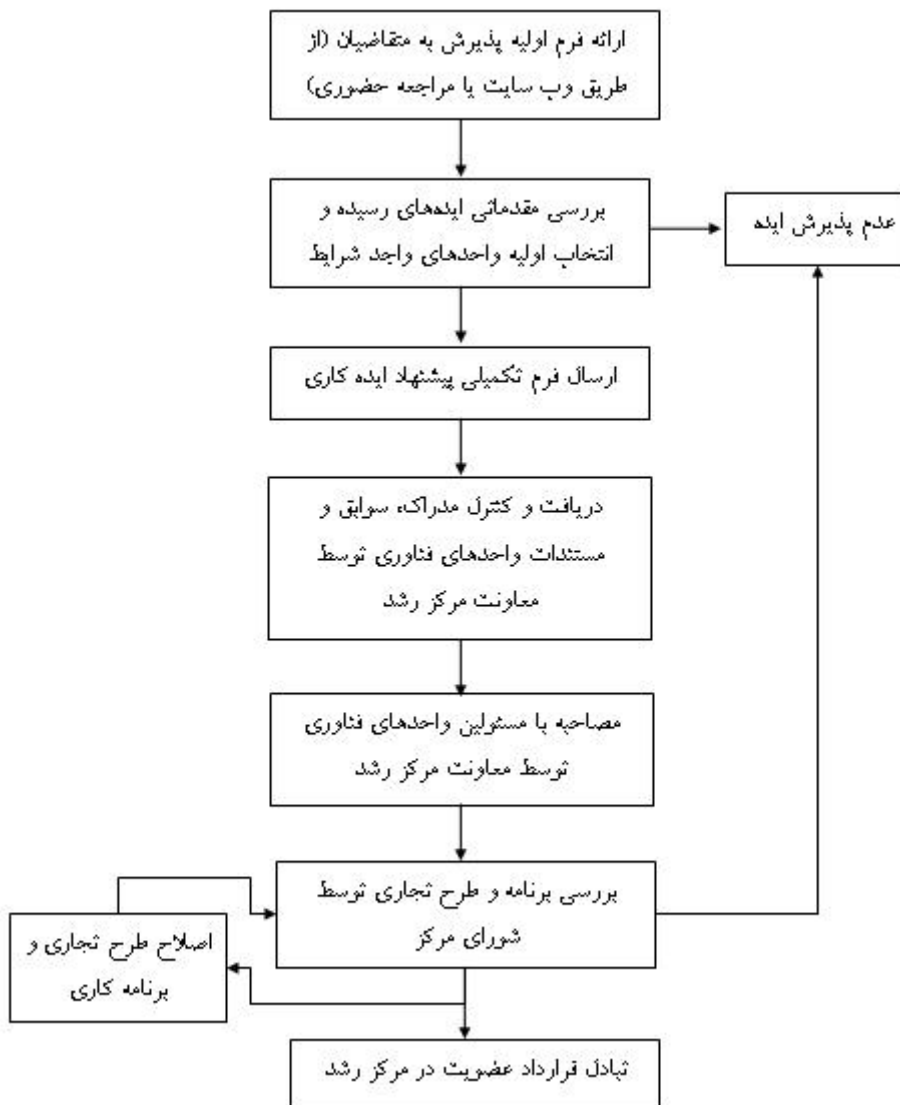 ارائه فرم اولیه پذیرش به متقاضیان (از
طریق وب سایت یا مراجعه حضوری)
بررسی مقدماتی ایده‌های رسیده و
انتخاب اولیه واحدهای واجد شرایط
عدم پذیرش ایده
ارسال فرم تکمیلی پیشنهاد ایده کاری
دریافت و کنترل مدراک، سوابق و
مستندات واحدهای فناوری توسط
معاونت مرکز رشد
مصاحبه با مسئولین واحدهای فناوری
توسط معاونت مرکز رشد
بررسی برنامه و طرح تجاری توسط
شورای مرکز
اصلاح طرح تجاری و
برنامه کاری
تبادل قرارداد عضویت در مرکز رشد